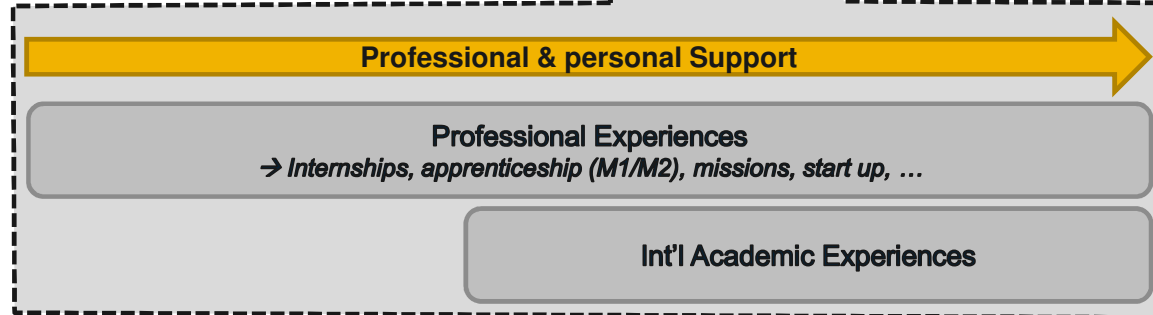 Professional & personal Support
Professional Experiences
→ Internships, apprenticeship (M1/M2), missions, start up, …
Int'l Academic Experiences